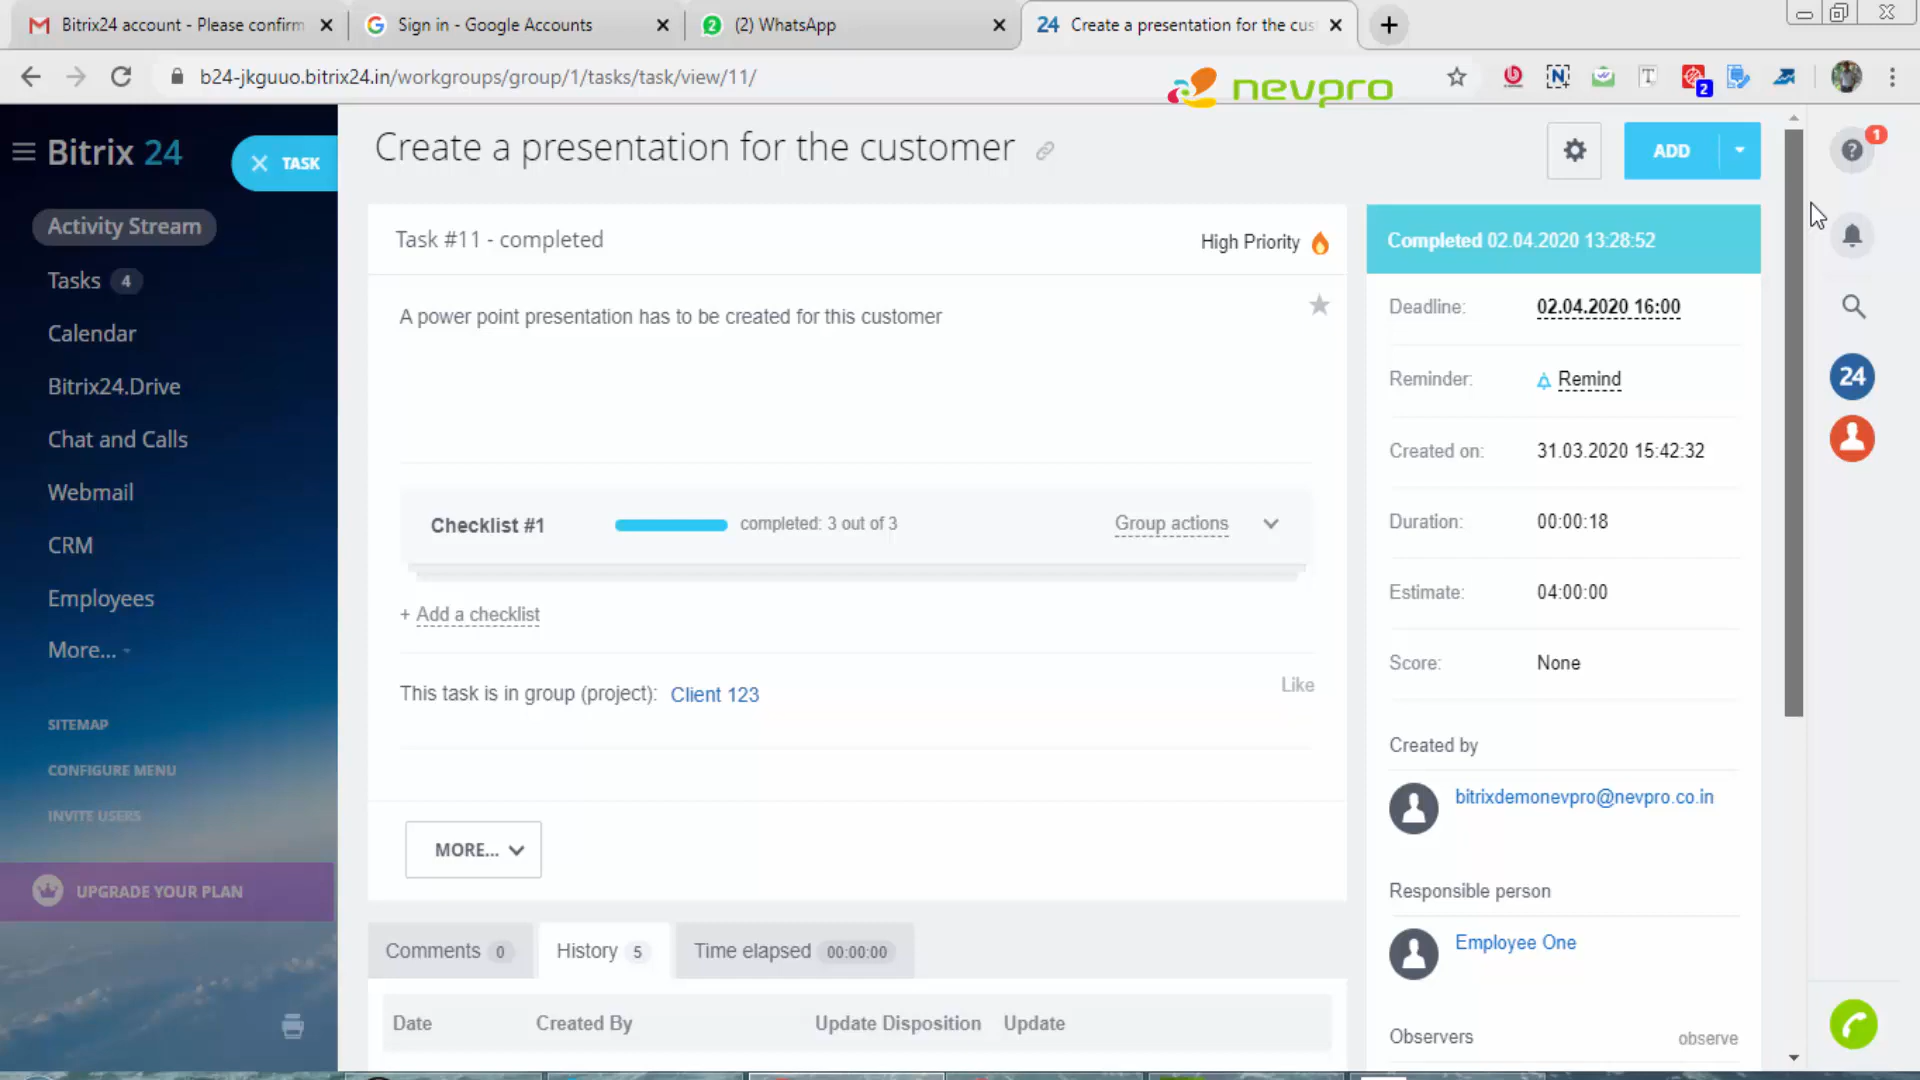 Bitrix24 account - Please confirm
Sign in - Google Accounts
2
(2) WhatsApp
24
Create a presentation for the cus
b24-jkguuo.bitrix24.in/workgroups/group/1/tasks/task/view/11/
nevpro
N
T
2
Bitrix 24
TASK
Create a presentation for the customer
ADD
1
Activity Stream
Tasks 4
Calendar
Bitrix24.Drive
Chat and Calls
Webmail
CRM
Employees
More...
SITEMAP
CONFIGURE MENU
INVITE USERS
UPGRADE YOUR PLAN
Task #11 - completed
High Priority
A power point presentation has to be created for this customer
Checklist #1
completed: 3 out of 3
Group actions
+ Add a checklist
This task is in group (project): Client 123
Like
MORE...
Comments 0
History 5
Time elapsed 00:00:00
Date
Created By
Update Disposition
Update
Completed 02.04.2020 13:28:52
Deadline: 02.04.2020 16:00
Reminder: Remind
Created on: 31.03.2020 15:42:32
Duration: 00:00:18
Estimate: 04:00:00
Score: None
Created by
bitrixdemonevpro@nevpro.co.in
Responsible person
Employee One
Observers
observe
?
24